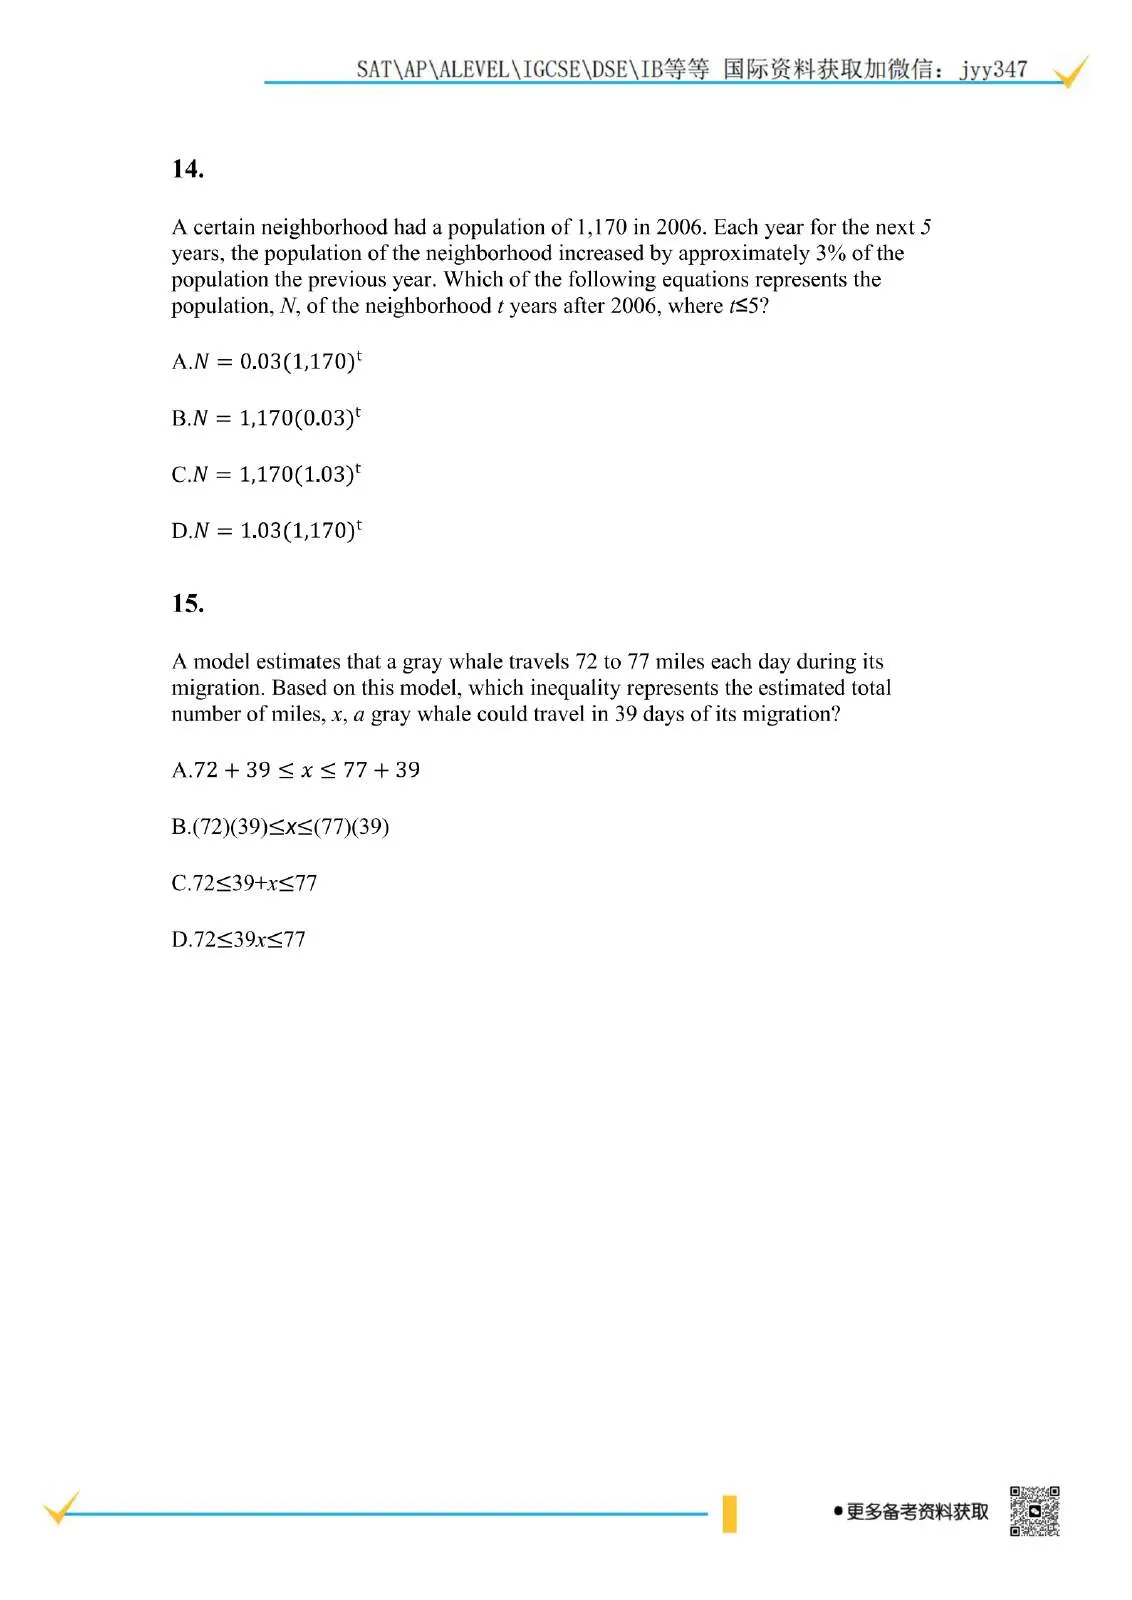 SAT\AP\ALEVEL\IGCSE\DSE\IB等等 国际资料获取加微信：jyy347
14.
A certain neighborhood had a population of 1,170 in 2006. Each year for the next 5
years, the population of the neighborhood increased by approximately 3% of the
population the previous year. Which of the following equations represents the
population, N, of the neighborhood t years after 2006, where t≤5?
A.N = 0.03(1,170)ᵗ
B.N = 1,170(0.03)ᵗ
C.N = 1,170(1.03)ᵗ
D.N = 1.03(1,170)ᵗ
15.
A model estimates that a gray whale travels 72 to 77 miles each day during its
migration. Based on this model, which inequality represents the estimated total
number of miles, x, a gray whale could travel in 39 days of its migration?
A.72 + 39 ≤ x ≤ 77 + 39
B.(72)(39)≤x≤(77)(39)
C.72≤39+x≤77
D.72≤39x≤77
•更多备考资料获取